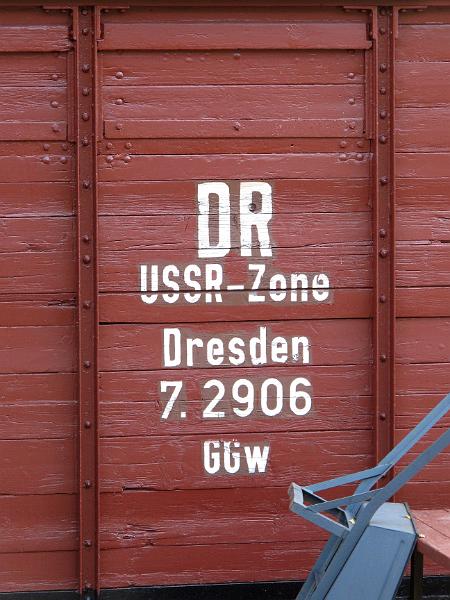 DR
USSR-Zone
Dresden
7. 2906
GGw